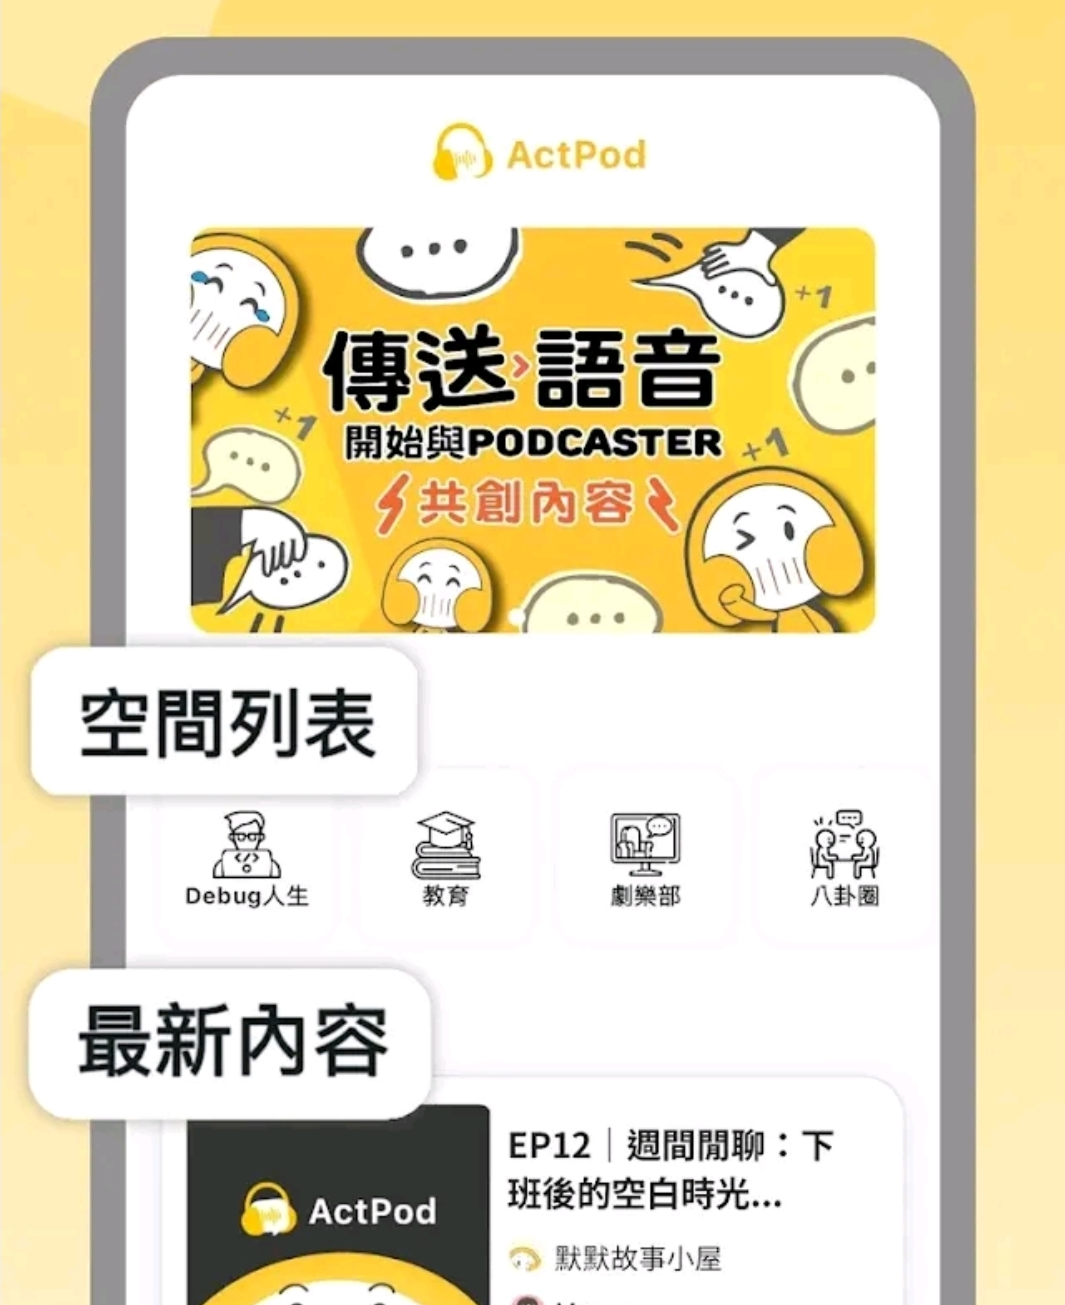 ActPod
傳送>語音
+1
開始與PODCASTER
+1
+1
共創內容
空間列表
Debug人生
教育
劇樂部
八卦圈
最新內容
EP12｜週間閒聊：下
班後的空白時光...
ActPod
默默故事小屋